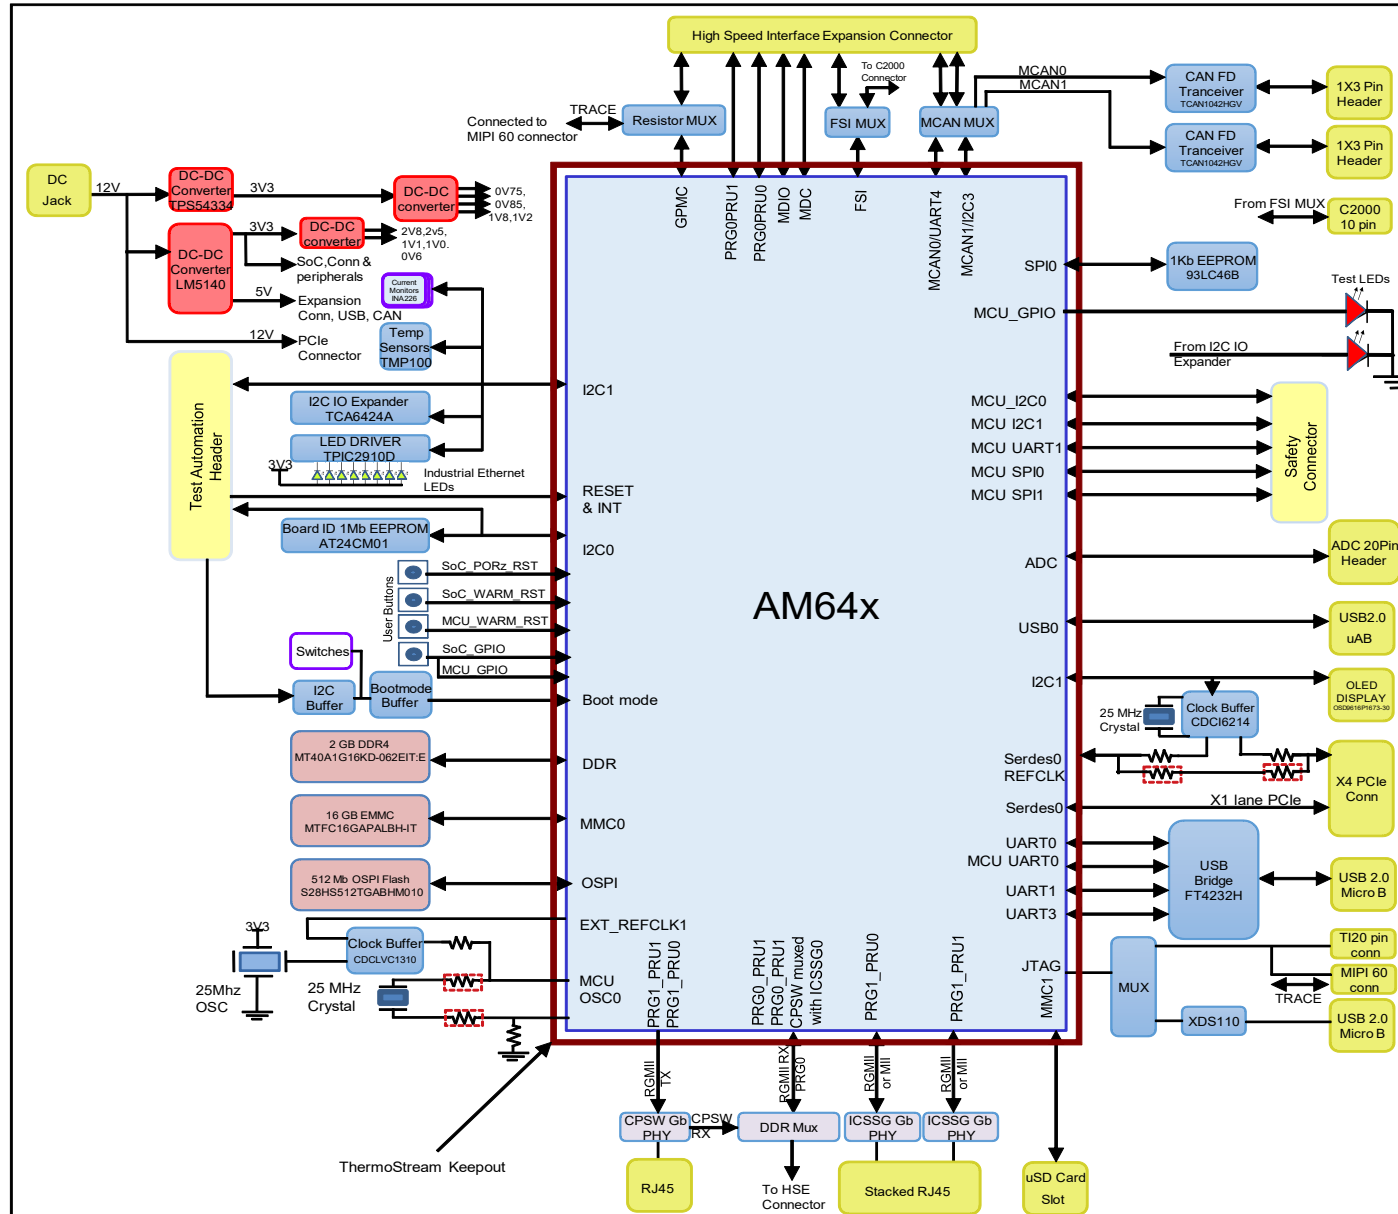 High Speed Interface Expansion Connector
To C2000
Connector
MCAN0
MCAN1
CAN FD
Tranceiver
TCAN1042HGV
1X3 Pin
Header
TRACE
Connected to
MIPI 60 connector
Resistor MUX
FSI MUX
MCAN MUX
CAN FD
Tranceiver
TCAN1042HGV
1X3 Pin
Header
DC
Jack
12V
DC-DC
Converter
TPS54334
3V3
DC-DC
converter
0V75,
0V85,
1V8,1V2
DC-DC
Converter
LM5140
3V3
DC-DC
converter
2V8,2v5,
1V1,1V0.
0V6
SoC,Conn &
peripherals
5V
Expansion
Conn, USB, CAN
12V
PCIe
Connector
Current
Monitors
INA226
Temp
Sensors
TMP100
GPMC
PRG0PRU1
PRG0PRU0
MDIO
MDC
FSI
MCAN0/UART4
MCAN1/I2C3
From FSI MUX
C2000
10 pin
SPI0
1Kb EEPROM
93LC46B
Test LEDs
MCU_GPIO
From I2C IO
Expander
Test Automation
Header
I2C1
I2C IO Expander
TCA6424A
LED DRIVER
TPIC2910D
3V3
Industrial Ethernet
LEDs
RESET
& INT
Board ID 1Mb EEPROM
AT24CM01
I2C0
MCU_I2C0
MCU I2C1
MCU UART1
MCU SPI0
MCU SPI1
Safety
Connector
ADC
ADC 20Pin
Header
AM64x
User Buttons
SoC_PORz_RST
SoC_WARM_RST
MCU_WARM_RST
SoC_GPIO
MCU_GPIO
USB0
USB2.0
uAB
Switches
I2C
Buffer
Bootmode
Buffer
Boot mode
I2C1
OLED
DISPLAY
OSD9616P1673-30
25 MHz
Crystal
Clock Buffer
CDCI6214
2 GB DDR4
MT40A1G16KD-062EIT:E
DDR
Serdes0
REFCLK
X4 PCIe
Conn
16 GB EMMC
MTFC16GAPALBH-IT
MMC0
Serdes0
X1 lane PCIe
UART0
MCU UART0
UART1
UART3
USB
Bridge
FT4232H
USB 2.0
Micro B
512 Mb OSPI Flash
S28HS512TGABHM010
OSPI
EXT_REFCLK1
3V3
Clock Buffer
CDCLVC1310
25Mhz
OSC
25 MHz
Crystal
MCU
OSC0
PRG1_PRU1
PRG1_PRU0
PRG0_PRU1
PRG0_PRU0
CPSW muxed
with ICSSG0
PRG1_PRU0
PRG1_PRU1
MMC1
JTAG
MUX
TI20 pin
conn
MIPI 60
conn
TRACE
XDS110
USB 2.0
Micro B
RGMII
TX
RGMII RX
PRG0
RGMII
or MII
RGMII
or MII
CPSW Gb
PHY
CPSW
RX
DDR Mux
ICSSG Gb
PHY
ICSSG Gb
PHY
ThermoStream Keepout
RJ45
To HSE
Connector
Stacked RJ45
uSD Card
Slot